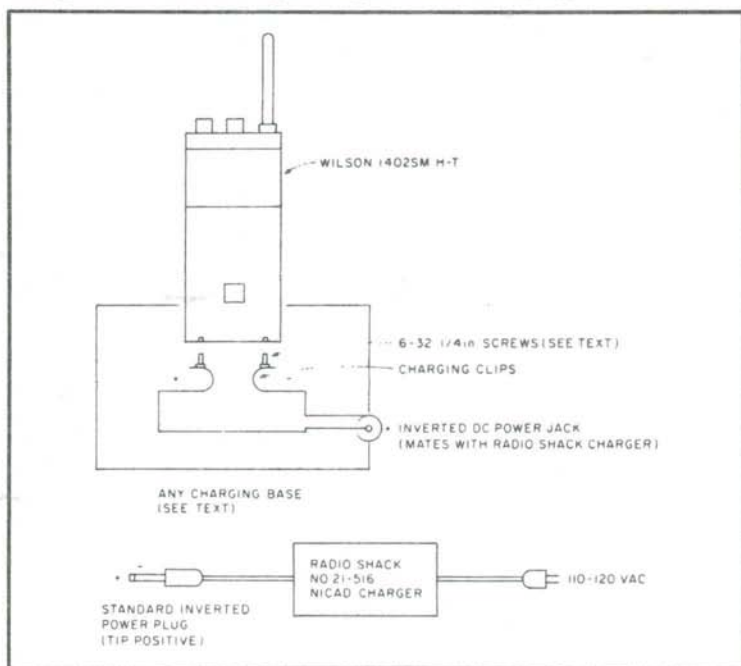 WILSON 1402SM H-T
6-32 1/4in SCREWS (SEE TEXT)
CHARGING CLIPS
+
-
+
INVERTED DC POWER JACK
(MATES WITH RADIO SHACK CHARGER)
ANY CHARGING BASE
(SEE TEXT)
-
+
RADIO SHACK
NO 21-516
NICAD CHARGER
110-120 VAC
STANDARD INVERTED
POWER PLUG
(TIP POSITIVE)